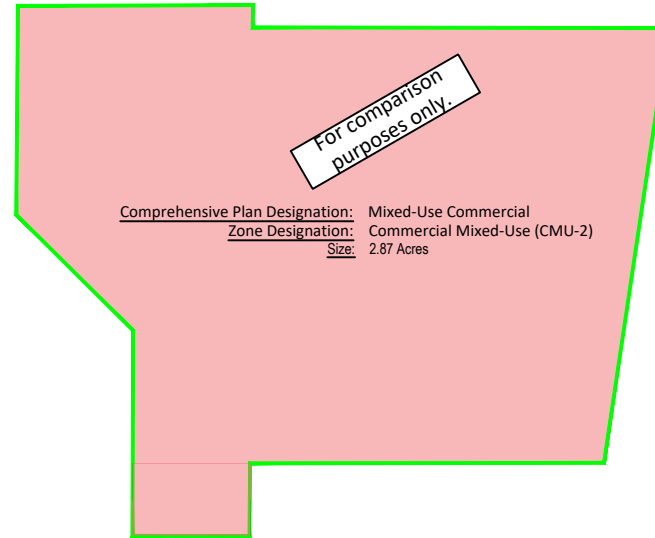 For comparison
purposes only.
Comprehensive Plan Designation: Mixed-Use Commercial
Zone Designation: Commercial Mixed-Use (CMU-2)
Size: 2.87 Acres